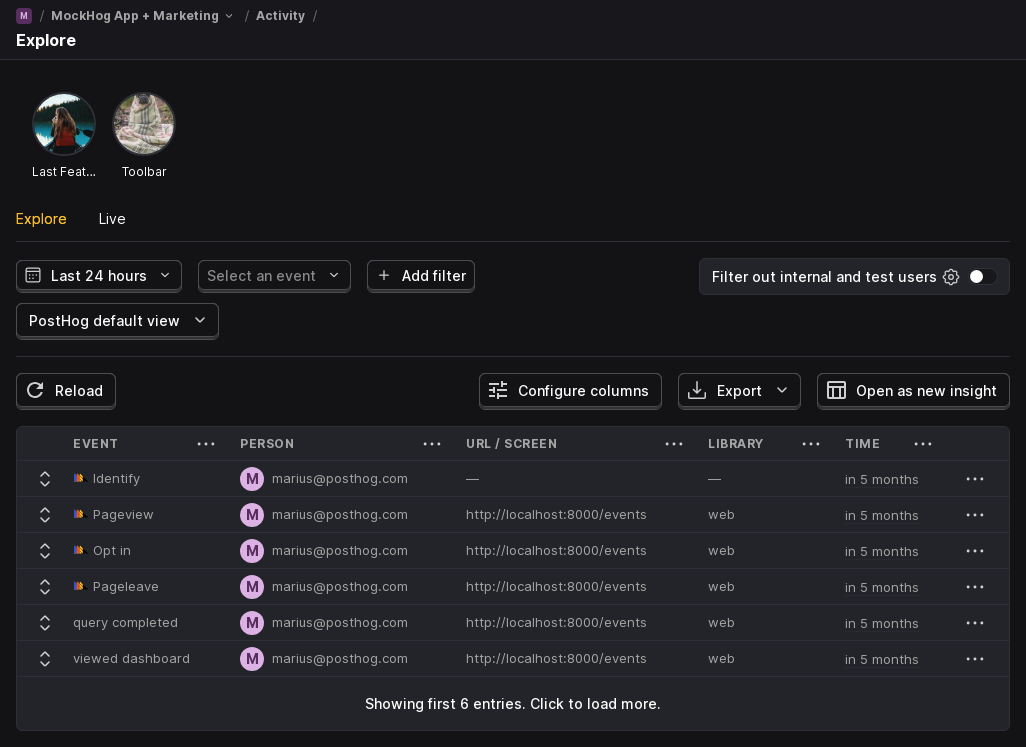 M / MockHog App + Marketing / Activity /
Explore
Last Feat...
Toolbar
Explore
Live
Last 24 hours
Select an event
Add filter
Filter out internal and test users
PostHog default view
Reload
Configure columns
Export
Open as new insight
EVENT PERSON URL / SCREEN LIBRARY TIME
Identify M marius@posthog.com — — in 5 months
Pageview M marius@posthog.com http://localhost:8000/events web in 5 months
Opt in M marius@posthog.com http://localhost:8000/events web in 5 months
Pageleave M marius@posthog.com http://localhost:8000/events web in 5 months
query completed M marius@posthog.com http://localhost:8000/events web in 5 months
viewed dashboard M marius@posthog.com http://localhost:8000/events web in 5 months
Showing first 6 entries. Click to load more.